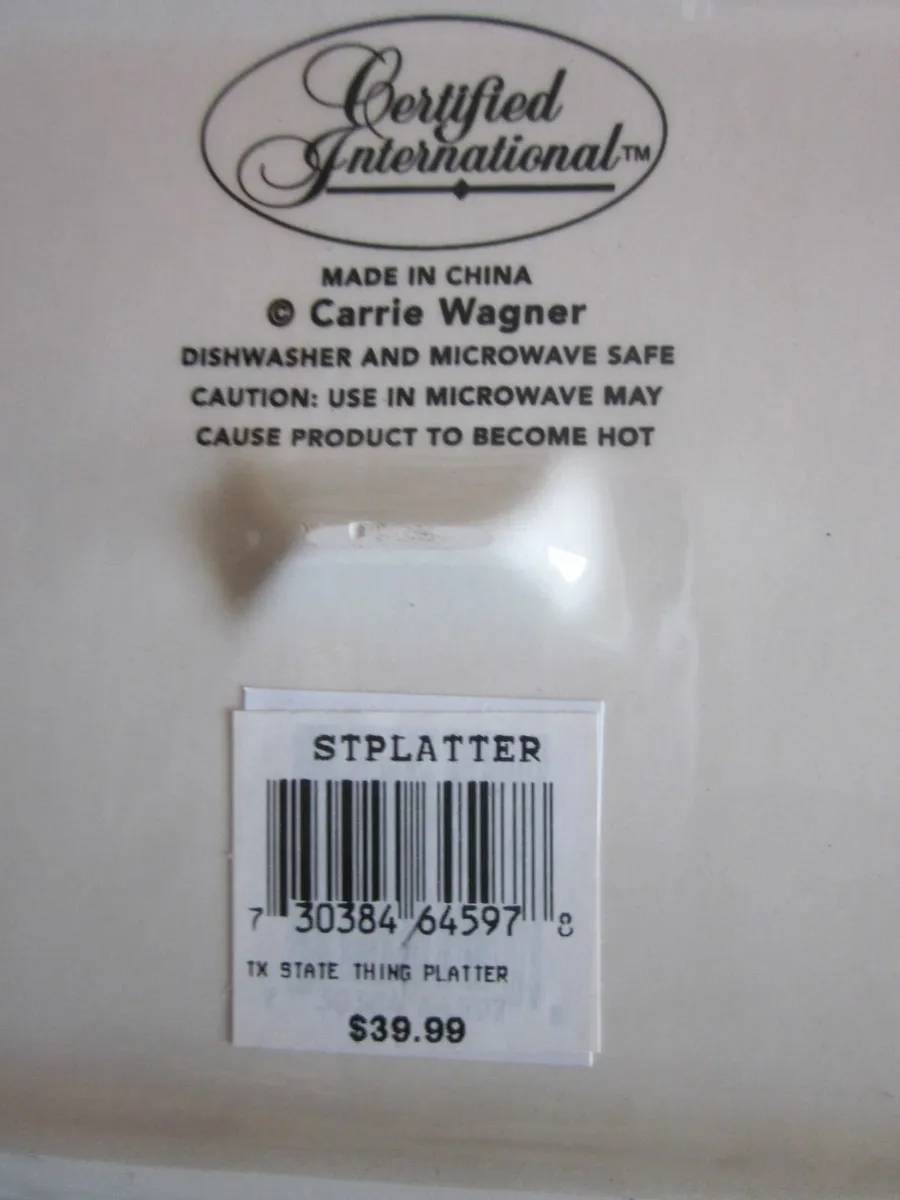 Certified
International™
MADE IN CHINA
© Carrie Wagner
DISHWASHER AND MICROWAVE SAFE
CAUTION: USE IN MICROWAVE MAY
CAUSE PRODUCT TO BECOME HOT
STPLATTER
7 30384 64597 8
TX STATE THING PLATTER
$39.99